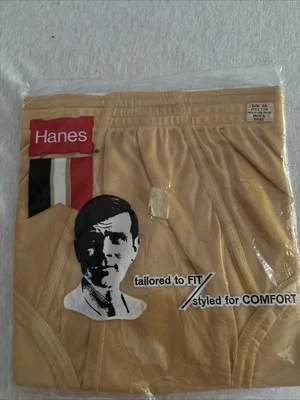 Hanes
tailored to FIT
styled for COMFORT